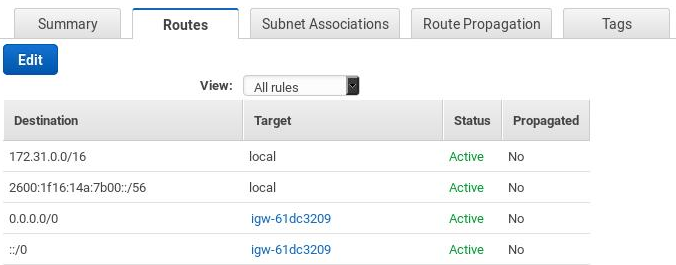 Summary Routes Subnet Associations Route Propagation Tags
Edit
View: All rules
Destination Target Status Propagated
172.31.0.0/16 local Active No
2600:1f16:14a:7b00::/56 local Active No
0.0.0.0/0 igw-61dc3209 Active No
::/0 igw-61dc3209 Active No